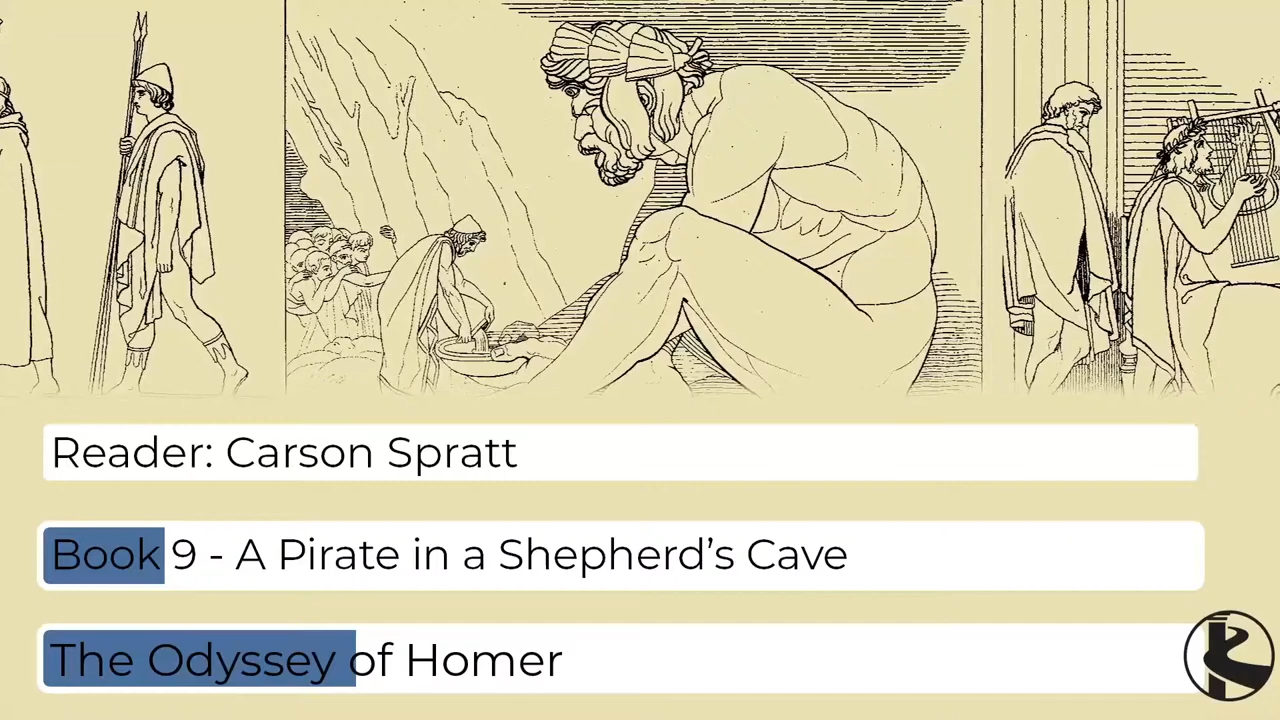 Reader: Carson Spratt
Book 9 - A Pirate in a Shepherd’s Cave
The Odyssey of Homer